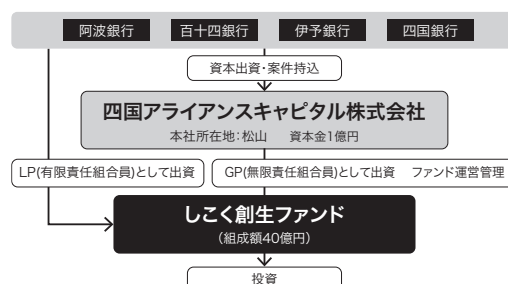 阿波銀行 百十四銀行 伊予銀行 四国銀行
資本出資・案件持込
四国アライアンスキャピタル株式会社
本社所在地:松山 資本金1億円
LP(有限責任組合員)として出資 GP(無限責任組合員)として出資 ファンド運営管理
しこく創生ファンド
(組成額40億円)
投資